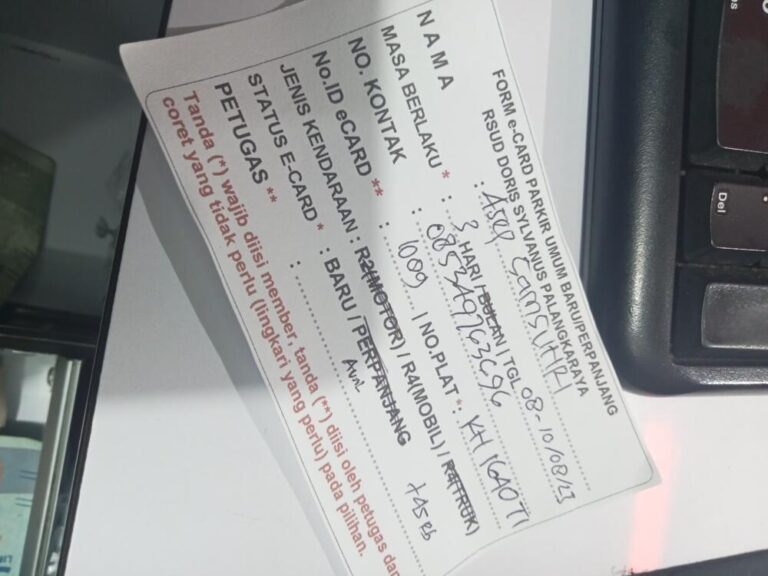 FORM e-CARD PARKIR UMUM BARU/PERPANJANG
RSUD DORIS SYLVANUS PALANGKARAYA
NAMA : Asep Samsuhri
MASA BERLAKU * : 3 HARI / BULAN / TGL 08-10/08/23
NO. KONTAK : 085349763696
No.ID eCARD ** : 1009 / NO.PLAT * : KH 1640 TI
JENIS KENDARAAN : R2(MOTOR) / R4(MOBIL) / R4(TRUK)
STATUS E-CARD * : BARU / PERPANJANG
PETUGAS ** :
Tanda (*) wajib diisi member, tanda (**) diisi oleh petugas dan
coret yang tidak perlu (lingkari yang perlu) pada pilihan.
Del